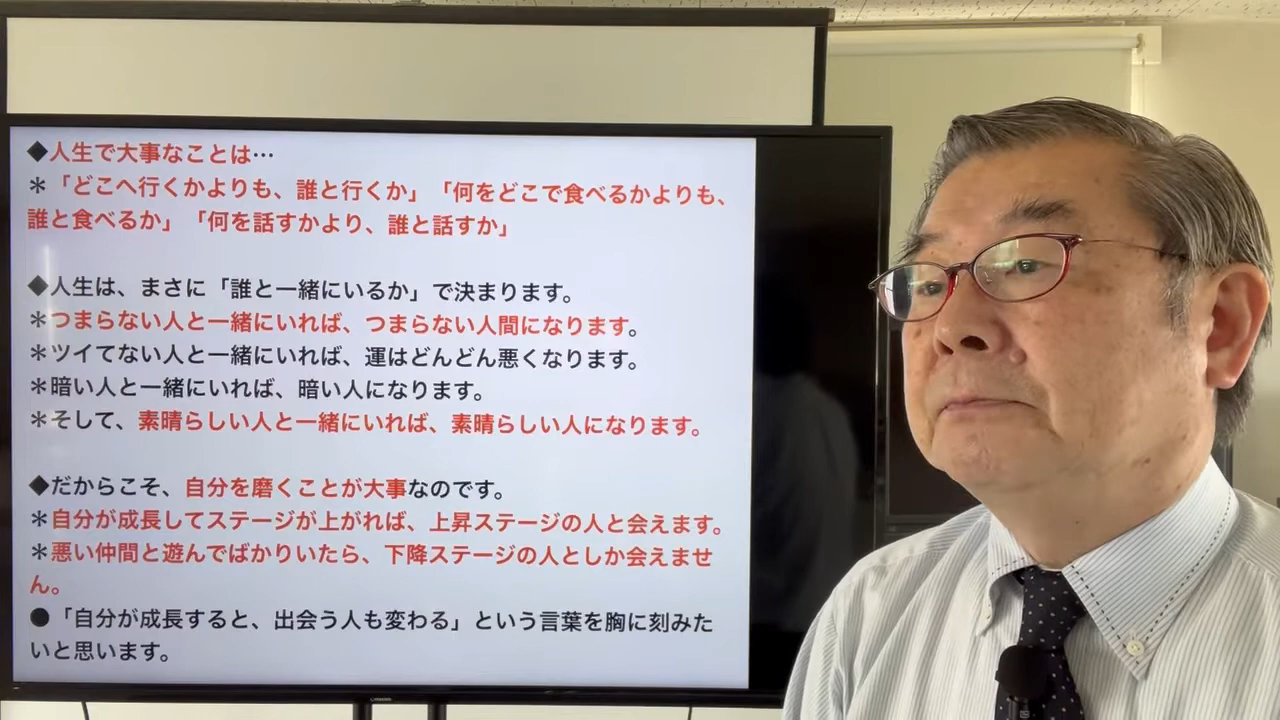 ◆人生で大事なことは…
＊「どこへ行くかよりも、誰と行くか」「何をどこで食べるかよりも、
誰と食べるか」「何を話すかより、誰と話すか」
◆人生は、まさに「誰と一緒にいるか」で決まります。
＊つまらない人と一緒にいれば、つまらない人間になります。
＊ツイてない人と一緒にいれば、運はどんどん悪くなります。
＊暗い人と一緒にいれば、暗い人になります。
＊そして、素晴らしい人と一緒にいれば、素晴らしい人になります。
◆だからこそ、自分を磨くことが大事なのです。
＊自分が成長してステージが上がれば、上昇ステージの人と会えます。
＊悪い仲間と遊んでばかりいたら、下降ステージの人としか会えませ
ん。
●「自分が成長すると、出会う人も変わる」という言葉を胸に刻みた
いと思います。